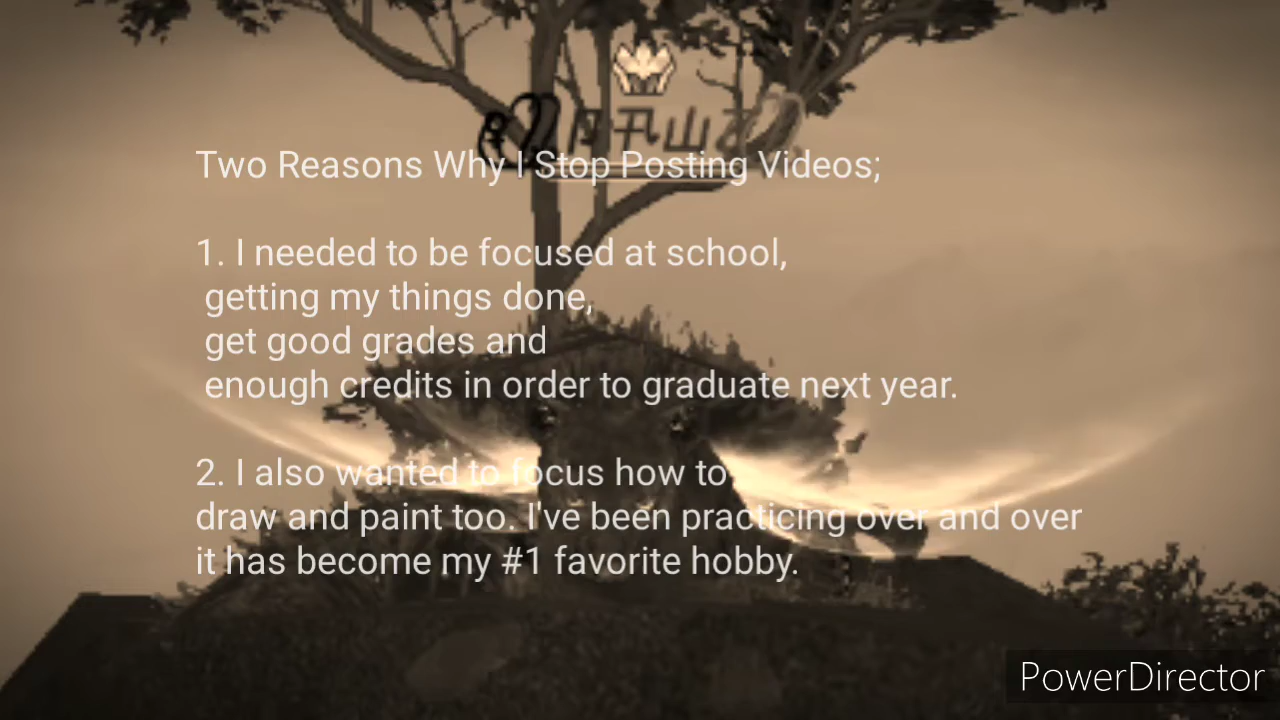 Two Reasons Why I Stop Posting Videos;
1. I needed to be focused at school,
getting my things done,
get good grades and
enough credits in order to graduate next year.
2. I also wanted to focus how to
draw and paint too. I've been practicing over and over
it has become my #1 favorite hobby.
PowerDirector